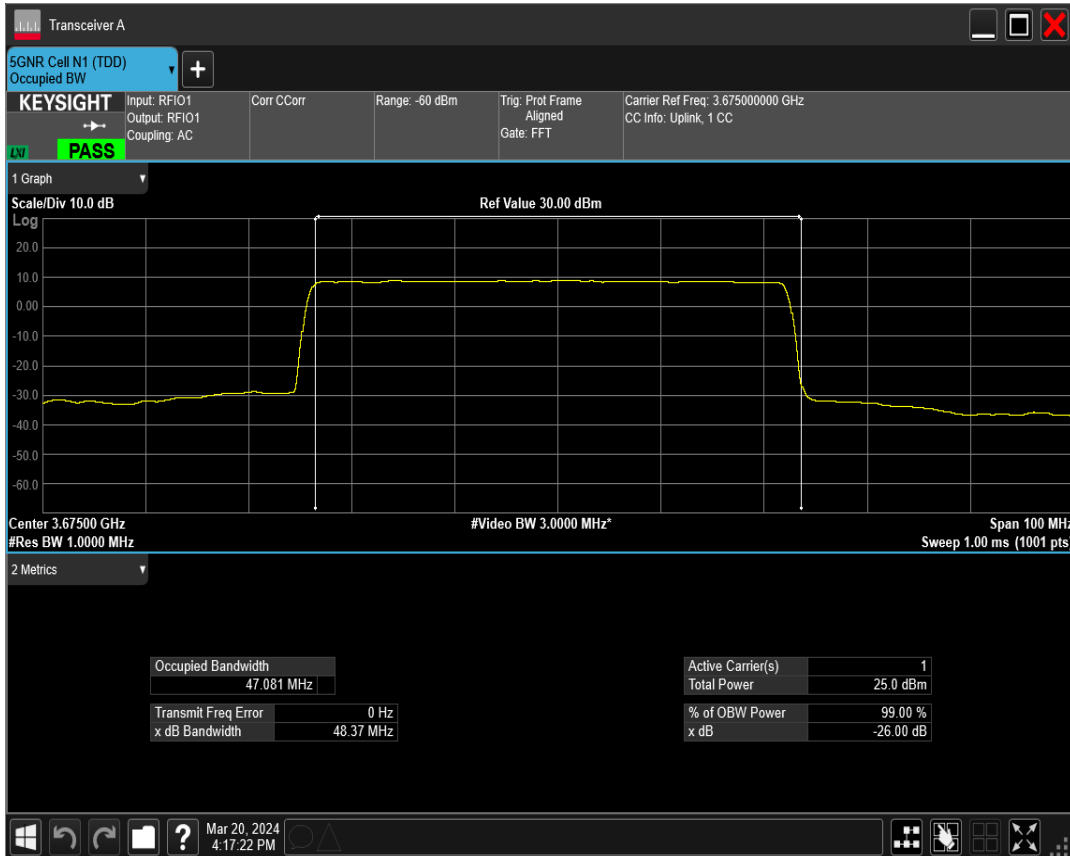 Transceiver A
5GNR Cell N1 (TDD)
Occupied BW
+
KEYSIGHT
LXI
PASS
Input: RFIO1
Output: RFIO1
Coupling: AC
Corr CCorr
Range: -60 dBm
Trig: Prot Frame
Aligned
Gate: FFT
Carrier Ref Freq: 3.675000000 GHz
CC Info: Uplink, 1 CC
1 Graph
Scale/Div 10.0 dB
Ref Value 30.00 dBm
Log
20.0
10.0
0.00
-10.0
-20.0
-30.0
-40.0
-50.0
-60.0
Center 3.67500 GHz
#Video BW 3.0000 MHz*
Span 100 MHz
#Res BW 1.0000 MHz
Sweep 1.00 ms (1001 pts)
2 Metrics
Occupied Bandwidth
47.081 MHz
Transmit Freq Error 0 Hz
x dB Bandwidth 48.37 MHz
Active Carrier(s) 1
Total Power 25.0 dBm
% of OBW Power 99.00 %
x dB -26.00 dB
?
Mar 20, 2024
4:17:22 PM